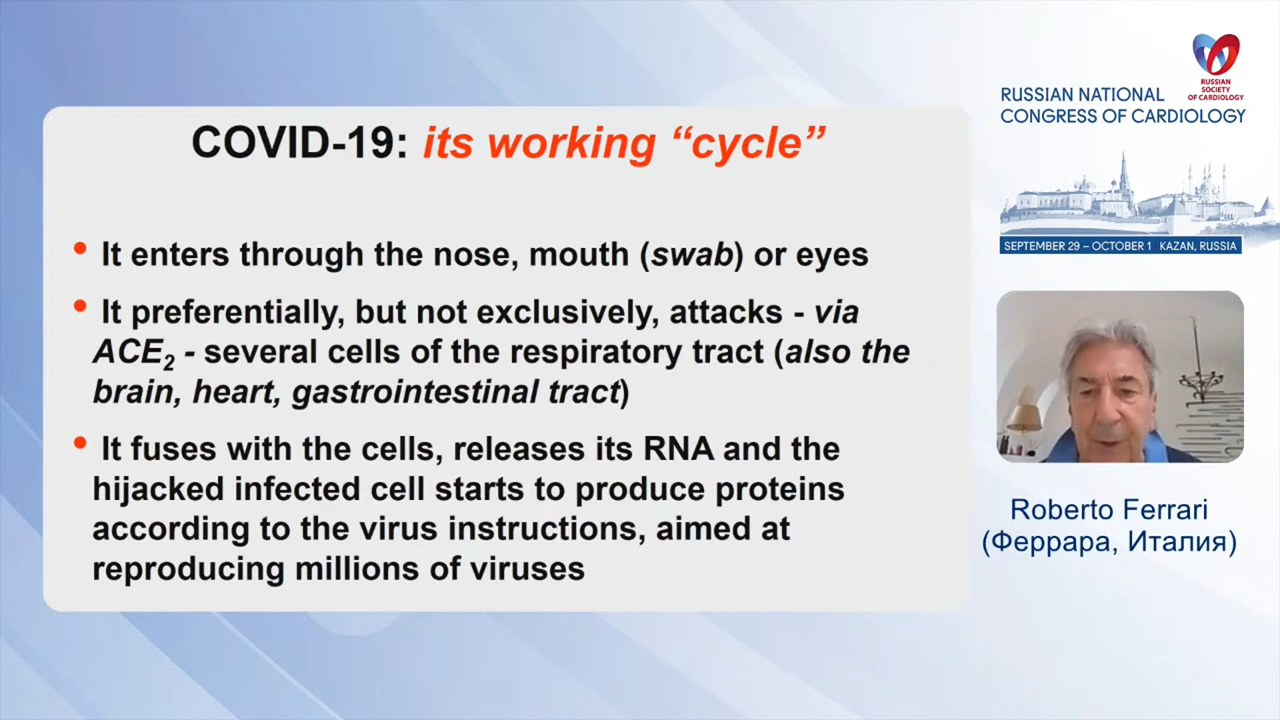 COVID-19: its working “cycle”
• It enters through the nose, mouth (swab) or eyes
• It preferentially, but not exclusively, attacks - via
ACE2 - several cells of the respiratory tract (also the
brain, heart, gastrointestinal tract)
• It fuses with the cells, releases its RNA and the
hijacked infected cell starts to produce proteins
according to the virus instructions, aimed at
reproducing millions of viruses
RUSSIAN
SOCIETY
OF CARDIOLOGY
RUSSIAN NATIONAL
CONGRESS OF CARDIOLOGY
SEPTEMBER 29 – OCTOBER 1 KAZAN, RUSSIA
Roberto Ferrari
(Феррара, Италия)